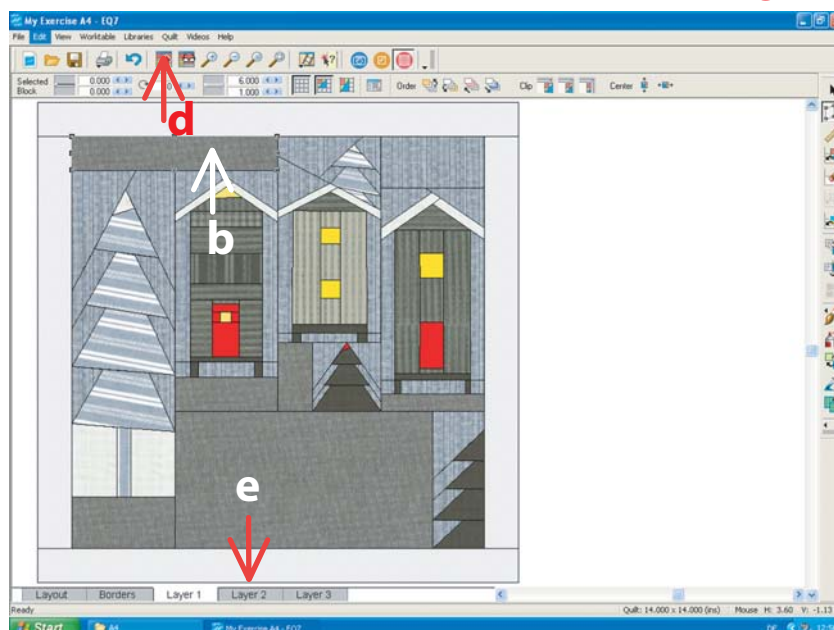 My Exercise A4 - EQ7
File Edit View Worktable Libraries Quilt Videos Help
Selected 0.000 6.000 Order Clip Center
Block 0.000 1.000
d
b
e
Layout Borders Layer 1 Layer 2 Layer 3
Ready Quilt: 14.000 x 14.000 (ins) Mouse H: 3.60 V: -1.13
Start A4 My Exercise A4 - EQ7 DE